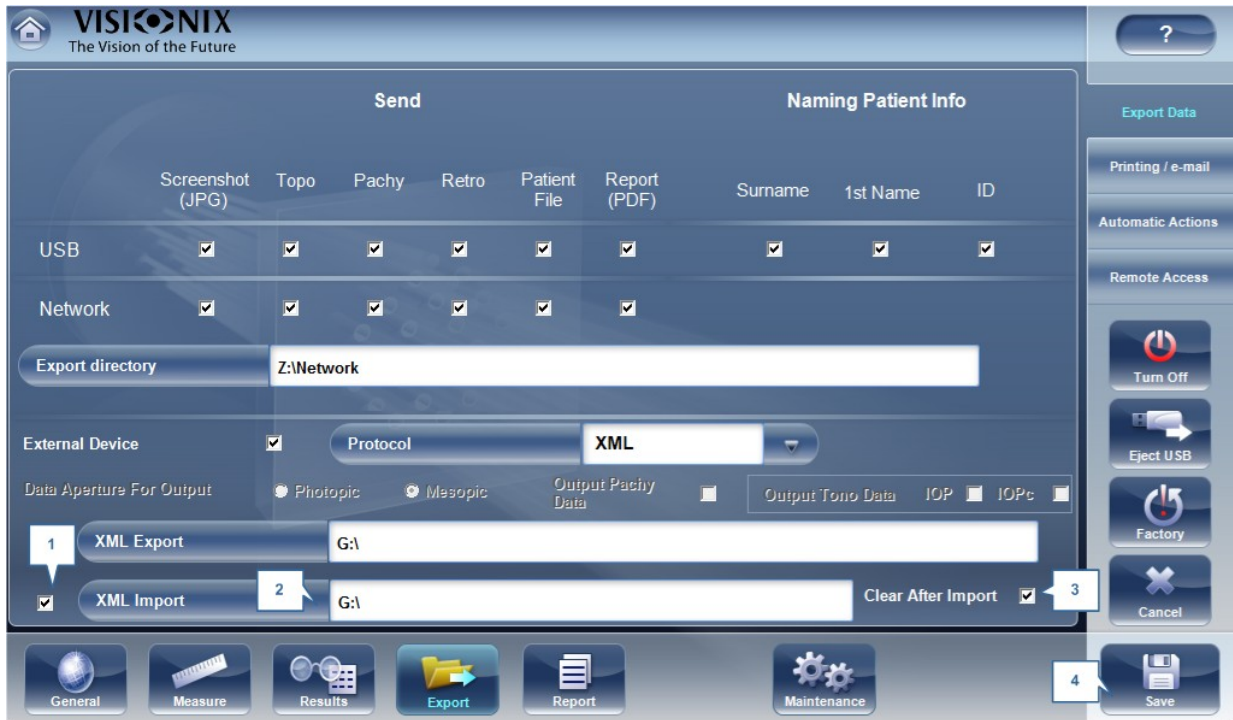 VISIONIX
The Vision of the Future
?
Send
Naming Patient Info
Screenshot
(JPG)
Topo
Pachy
Retro
Patient
File
Report
(PDF)
Surname
1st Name
ID
USB
Network
Export directory
Z:\Network
External Device
Protocol
XML
Data Aperture For Output
Photopic
Mesopic
Output Pachy
Data
Output Tono Data
IOP
IOPc
1
XML Export
G:\
XML Import
2
G:\
Clear After Import
3
Export Data
Printing / e-mail
Automatic Actions
Remote Access
Turn Off
Eject USB
Factory
Cancel
General
Measure
Results
Export
Report
Maintenance
4
Save